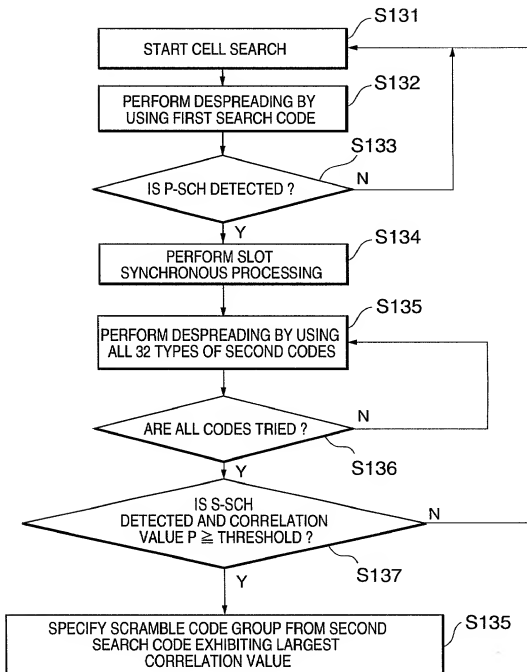 S131
START CELL SEARCH
S132
PERFORM DESPREADING BY
USING FIRST SEARCH CODE
S133
IS P-SCH DETECTED ?
N
Y
S134
PERFORM SLOT
SYNCHRONOUS PROCESSING
S135
PERFORM DESPREADING BY USING
ALL 32 TYPES OF SECOND CODES
ARE ALL CODES TRIED ?
N
S136
Y
IS S-SCH
DETECTED AND CORRELATION
VALUE P ≧ THRESHOLD ?
N
S137
Y
S135
SPECIFY SCRAMBLE CODE GROUP FROM SECOND
SEARCH CODE EXHIBITING LARGEST
CORRELATION VALUE